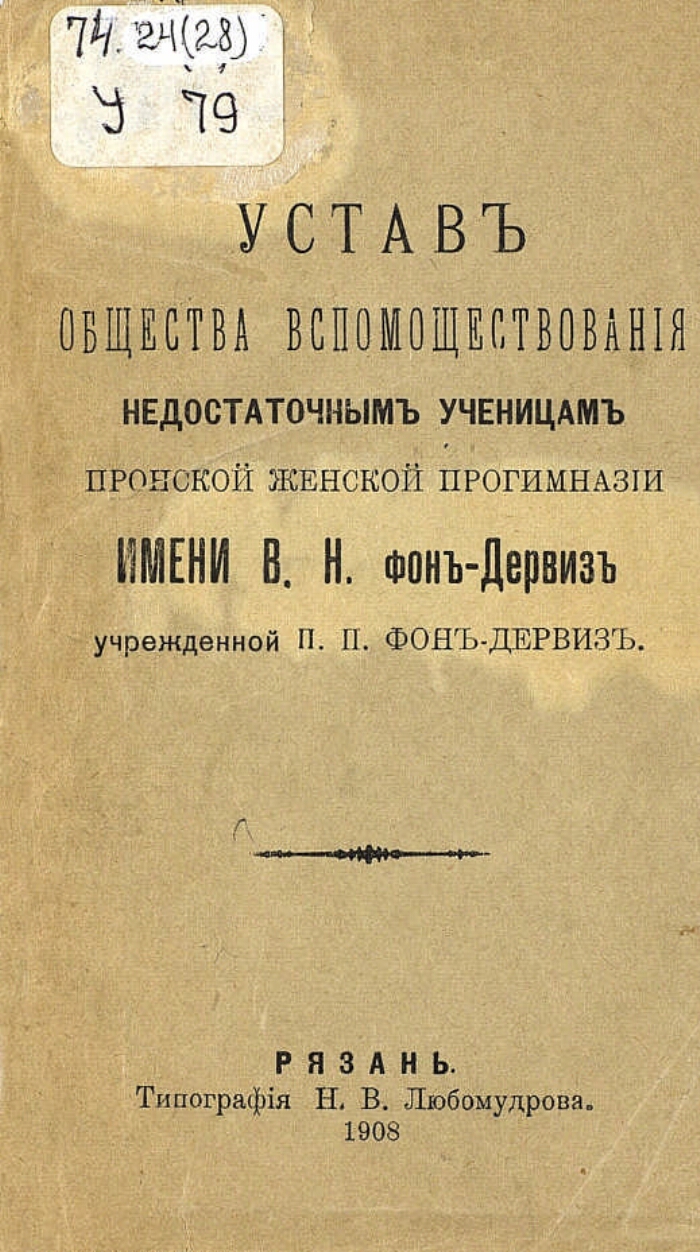 74.24(28)
У 79
УСТАВЪ
ОБЩЕСТВА ВСПОМОЩЕСТВОВАНІЯ
НЕДОСТАТОЧНЫМЪ УЧЕНИЦАМЪ
ПРОНСКОЙ ЖЕНСКОЙ ПРОГИМНАЗІИ
ИМЕНИ В. Н. фонъ-Дервизъ
учрежденной П. П. ФОНЪ-ДЕРВИЗЪ.
РЯЗАНЬ.
Типографія Н. В. Любомудрова.
1908